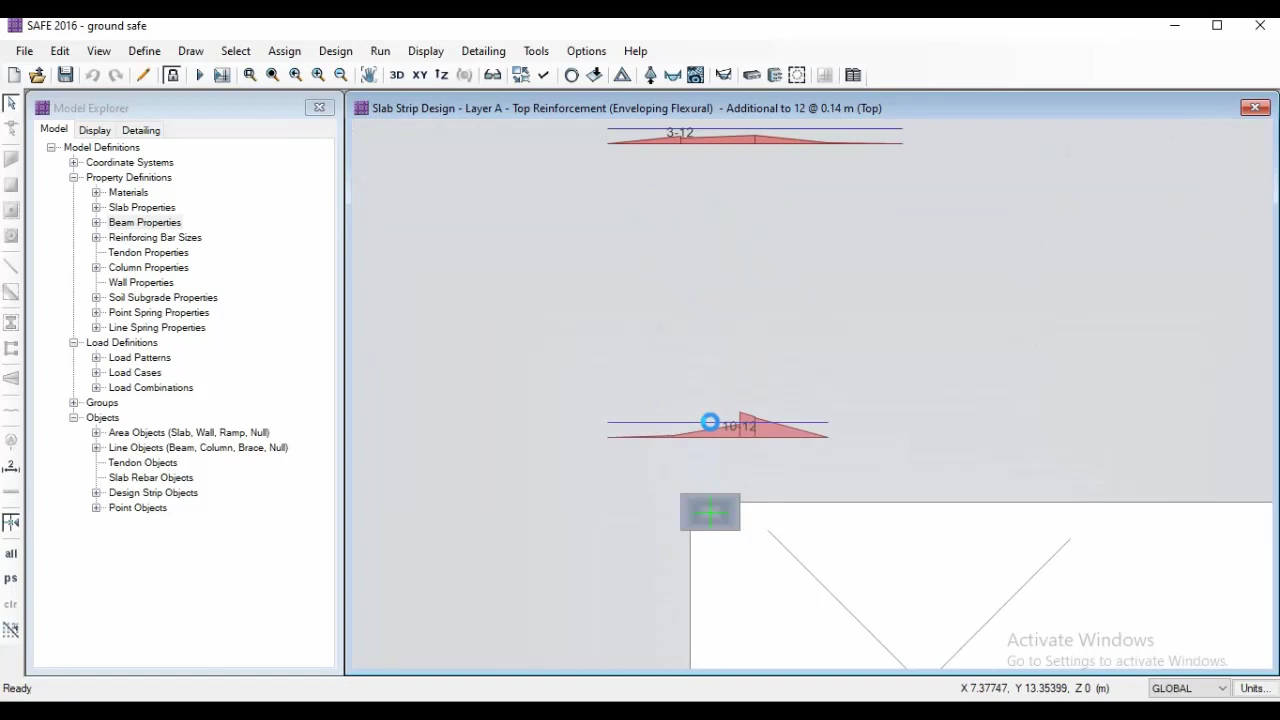 SAFE 2016 - ground safe
File Edit View Define Draw Select Assign Design Run Display Detailing Tools Options Help
3D XY
Model Explorer
Slab Strip Design - Layer A - Top Reinforcement (Enveloping Flexural) - Additional to 12 @ 0.14 m (Top)
Model Display Detailing
Model Definitions
Coordinate Systems
Property Definitions
Materials
Slab Properties
Beam Properties
Reinforcing Bar Sizes
Tendon Properties
Column Properties
Wall Properties
Soil Subgrade Properties
Point Spring Properties
Line Spring Properties
Load Definitions
Load Patterns
Load Cases
Load Combinations
Groups
Objects
Area Objects (Slab, Wall, Ramp, Null)
Line Objects (Beam, Column, Brace, Null)
Tendon Objects
Slab Rebar Objects
Design Strip Objects
Point Objects
3-12
10-12
2
all
ps
clr
Activate Windows
Go to Settings to activate Windows.
Ready
X 7.37747, Y 13.35399, Z 0 (m)
GLOBAL
Units...